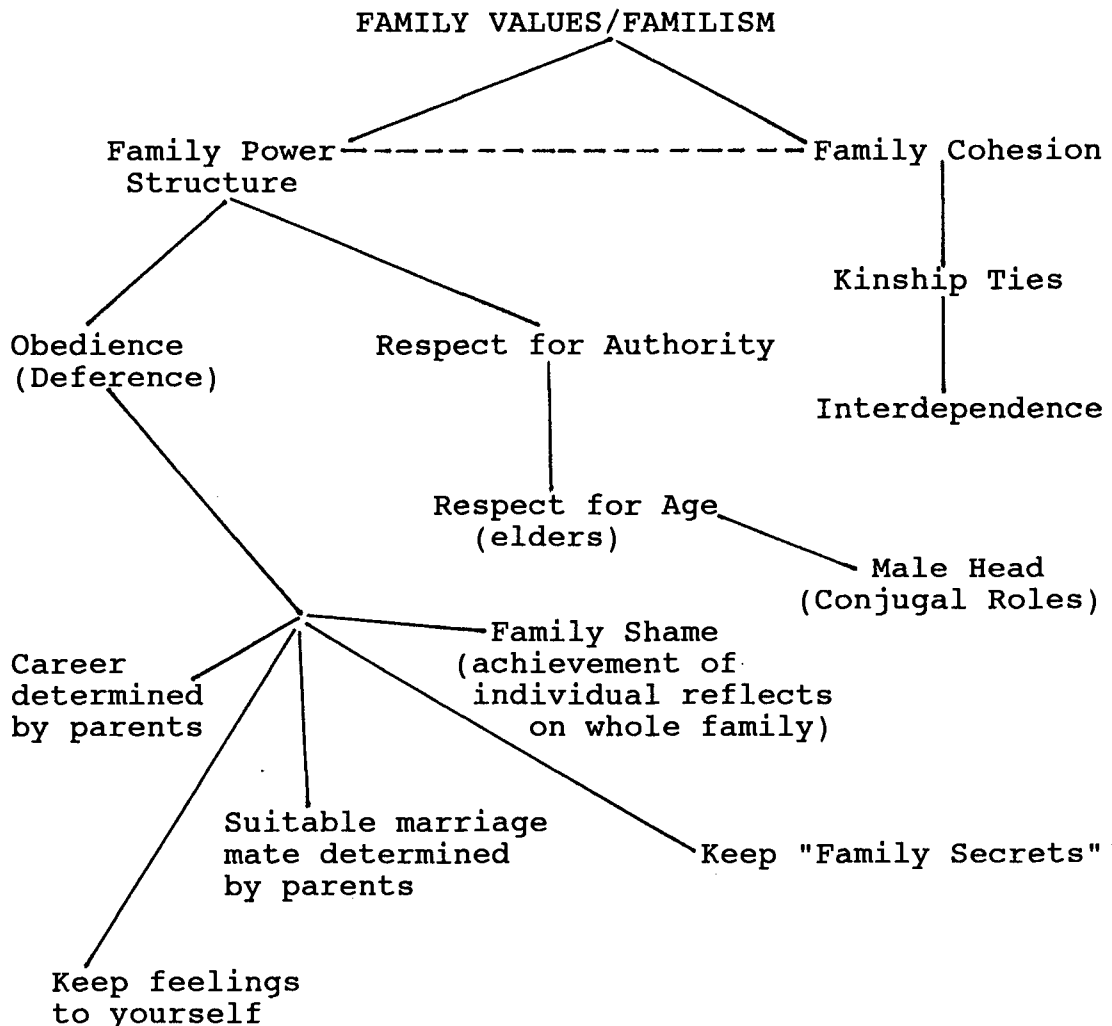 FAMILY VALUES/FAMILISM
Family Power
Structure
Family Cohesion
Kinship Ties
Obedience
(Deference)
Respect for Authority
Interdependence
Respect for Age
(elders)
Male Head
(Conjugal Roles)
Family Shame
(achievement of
individual reflects
on whole family)
Career
determined
by parents
Suitable marriage
mate determined
by parents
Keep "Family Secrets"
Keep feelings
to yourself